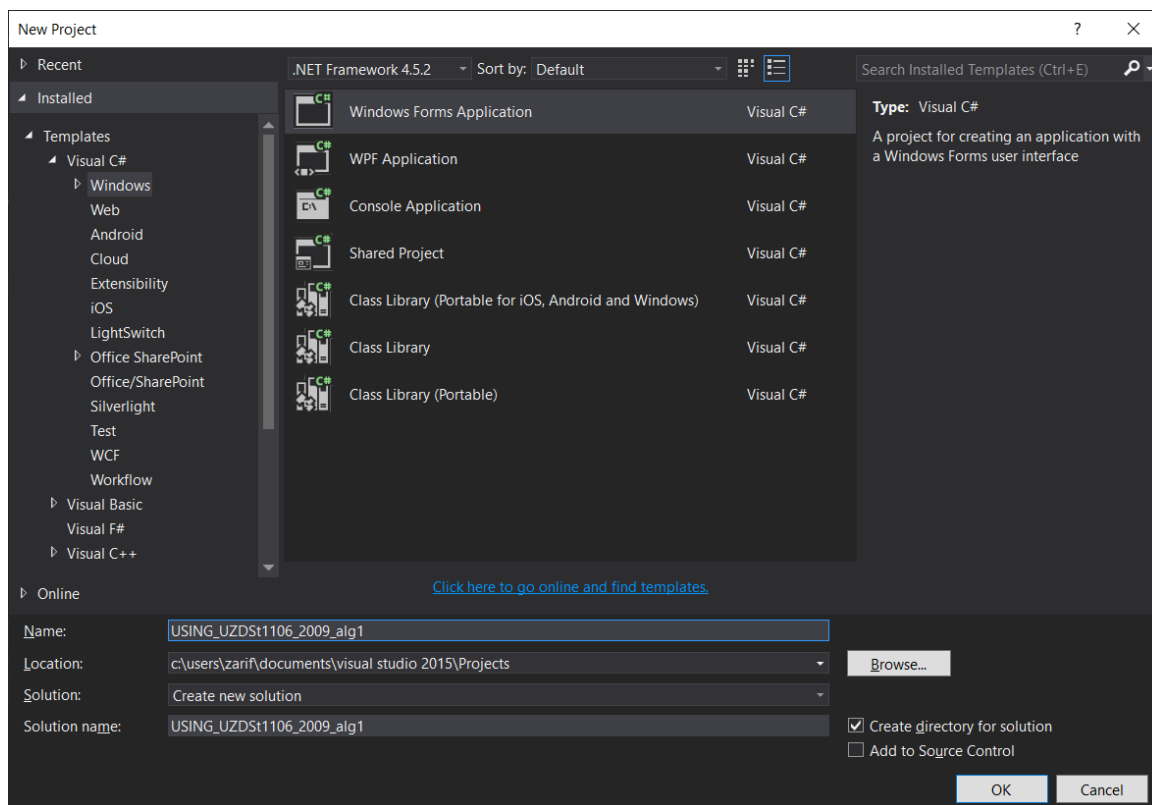 New Project
? ×
Recent
.NET Framework 4.5.2 Sort by: Default
Search Installed Templates (Ctrl+E)
Installed
Templates
Visual C#
Windows
Web
Android
Cloud
Extensibility
iOS
LightSwitch
Office SharePoint
Office/SharePoint
Silverlight
Test
WCF
Workflow
Visual Basic
Visual F#
Visual C++
Online
C# Windows Forms Application Visual C#
C# WPF Application Visual C#
C# Console Application Visual C#
C# Shared Project Visual C#
C# Class Library (Portable for iOS, Android and Windows) Visual C#
C# Class Library Visual C#
C# Class Library (Portable) Visual C#
Click here to go online and find templates.
Type: Visual C#
A project for creating an application with
a Windows Forms user interface
Name: USING_UZDSt1106_2009_alg1
Location: c:\users\zarif\documents\visual studio 2015\Projects Browse...
Solution: Create new solution
Solution name: USING_UZDSt1106_2009_alg1
Create directory for solution
Add to Source Control
OK Cancel